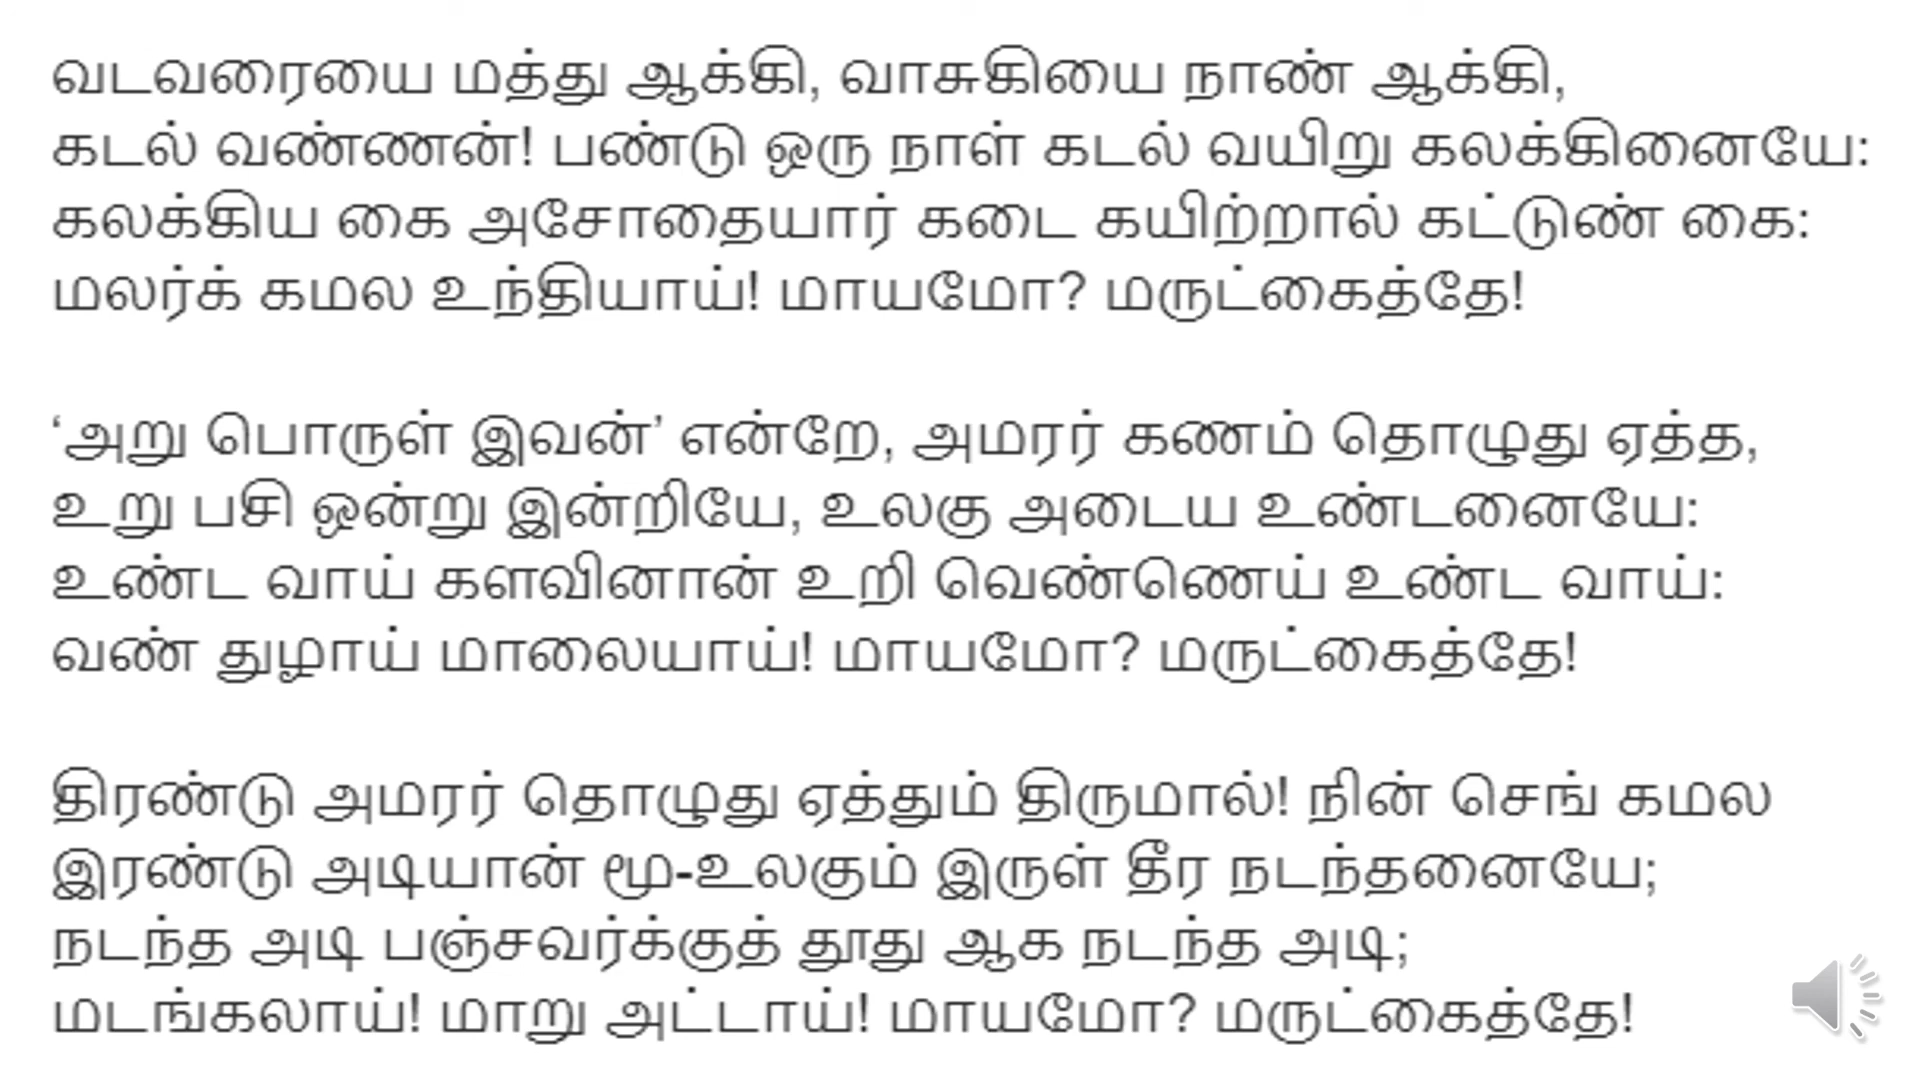 வடவரையை மத்து ஆக்கி, வாசுகியை நாண் ஆக்கி,
கடல் வண்ணன்! பண்டு ஒரு நாள் கடல் வயிறு கலக்கினையே:
கலக்கிய கை அசோதையார் கடை கயிற்றால் கட்டுண் கை:
மலர்க் கமல உந்தியாய்! மாயமோ? மருட்கைத்தே!
‘அறு பொருள் இவன்’ என்றே, அமரர் கணம் தொழுது ஏத்த,
உறு பசி ஒன்று இன்றியே, உலகு அடைய உண்டனையே:
உண்ட வாய் களவினான் உறி வெண்ணெய் உண்ட வாய்:
வண் துழாய் மாலையாய்! மாயமோ? மருட்கைத்தே!
திரண்டு அமரர் தொழுது ஏத்தும் திருமால்! நின் செங் கமல
இரண்டு அடியான் மூ-உலகும் இருள் தீர நடந்தனையே;
நடந்த அடி பஞ்சவர்க்குத் தூது ஆக நடந்த அடி;
மடங்கலாய்! மாறு அட்டாய்! மாயமோ? மருட்கைத்தே!